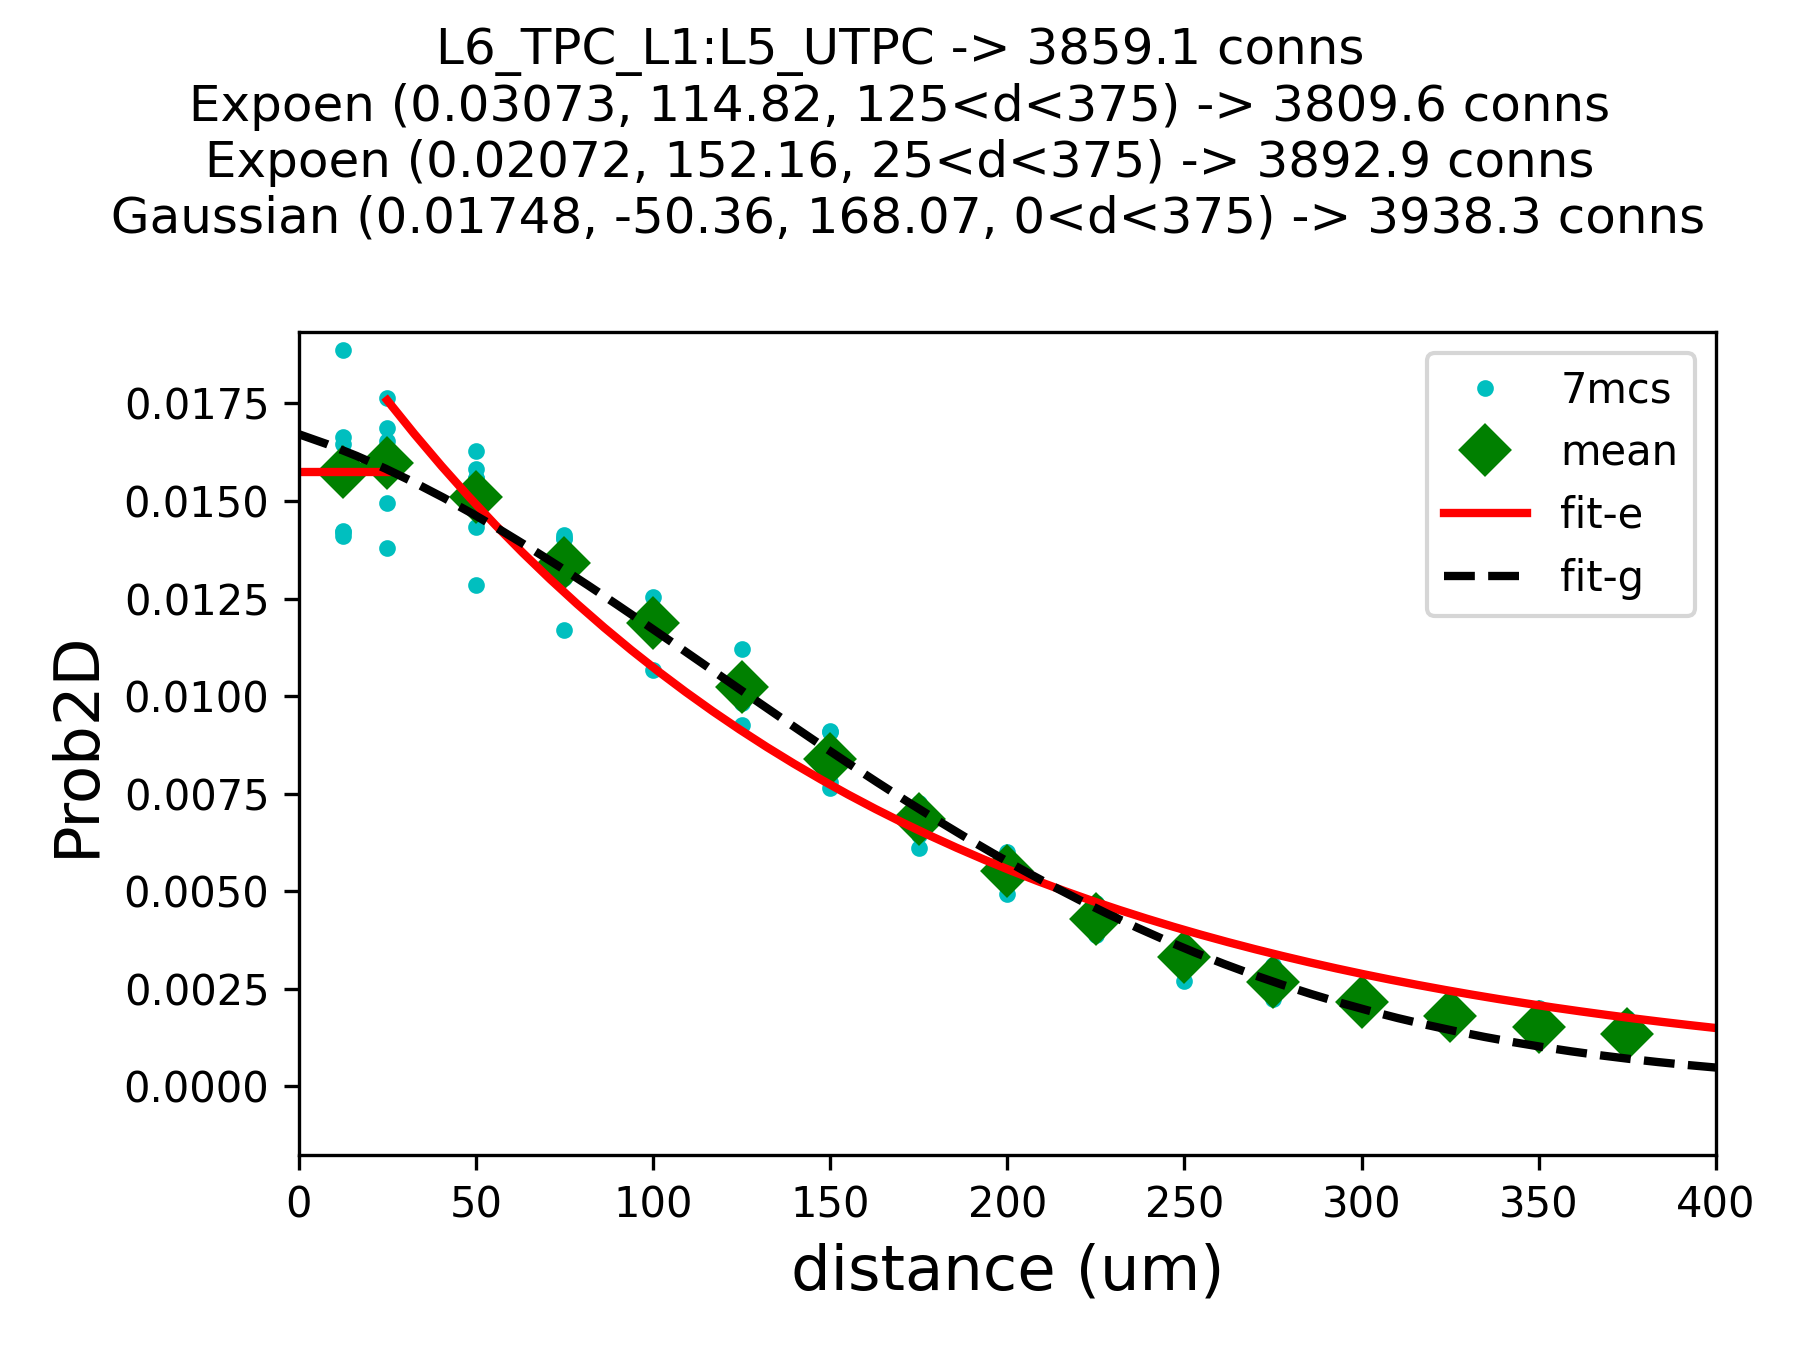 L6_TPC_L1:L5_UTPC -> 3859.1 conns
Expoen (0.03073, 114.82, 125<d<375) -> 3809.6 conns
Expoen (0.02072, 152.16, 25<d<375) -> 3892.9 conns
Gaussian (0.01748, -50.36, 168.07, 0<d<375) -> 3938.3 conns
7mcs
mean
fit-e
fit-g
Prob2D
0.0175
0.0150
0.0125
0.0100
0.0075
0.0050
0.0025
0.0000
0 50 100 150 200 250 300 350 400
distance (um)